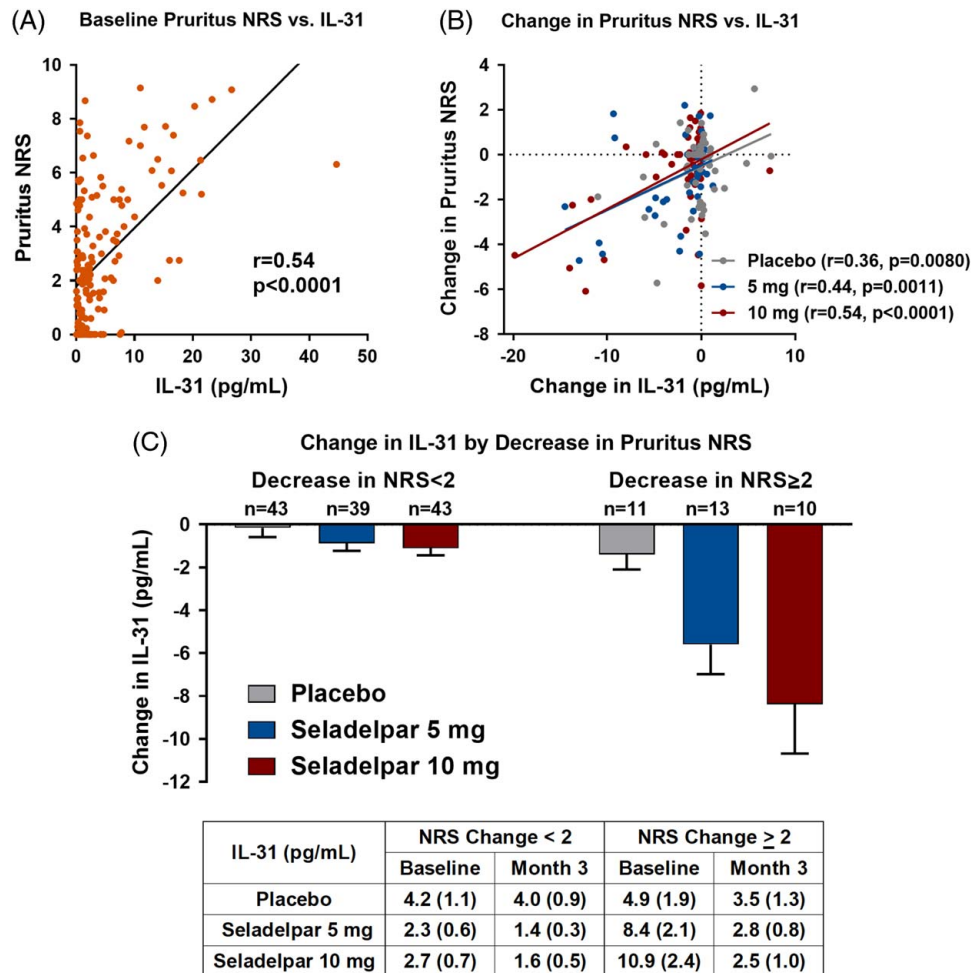 (A) Baseline Pruritus NRS vs. IL-31
10
8
6
4
2
0
Pruritus NRS
r=0.54
p<0.0001
0 10 20 30 40 50
IL-31 (pg/mL)
(B) Change in Pruritus NRS vs. IL-31
4
2
0
-2
-4
-6
-8
Change in Pruritus NRS
Placebo (r=0.36, p=0.0080)
5 mg (r=0.44, p=0.0011)
10 mg (r=0.54, p<0.0001)
-20 -10 0 10
Change in IL-31 (pg/mL)
(C) Change in IL-31 by Decrease in Pruritus NRS
Decrease in NRS<2 Decrease in NRS≥2
n=43 n=39 n=43 n=11 n=13 n=10
0
-2
-4
-6
-8
-10
-12
Change in IL-31 (pg/mL)
Placebo
Seladelpar 5 mg
Seladelpar 10 mg
IL-31 (pg/mL) NRS Change < 2 NRS Change ≥ 2
Baseline Month 3 Baseline Month 3
Placebo 4.2 (1.1) 4.0 (0.9) 4.9 (1.9) 3.5 (1.3)
Seladelpar 5 mg 2.3 (0.6) 1.4 (0.3) 8.4 (2.1) 2.8 (0.8)
Seladelpar 10 mg 2.7 (0.7) 1.6 (0.5) 10.9 (2.4) 2.5 (1.0)